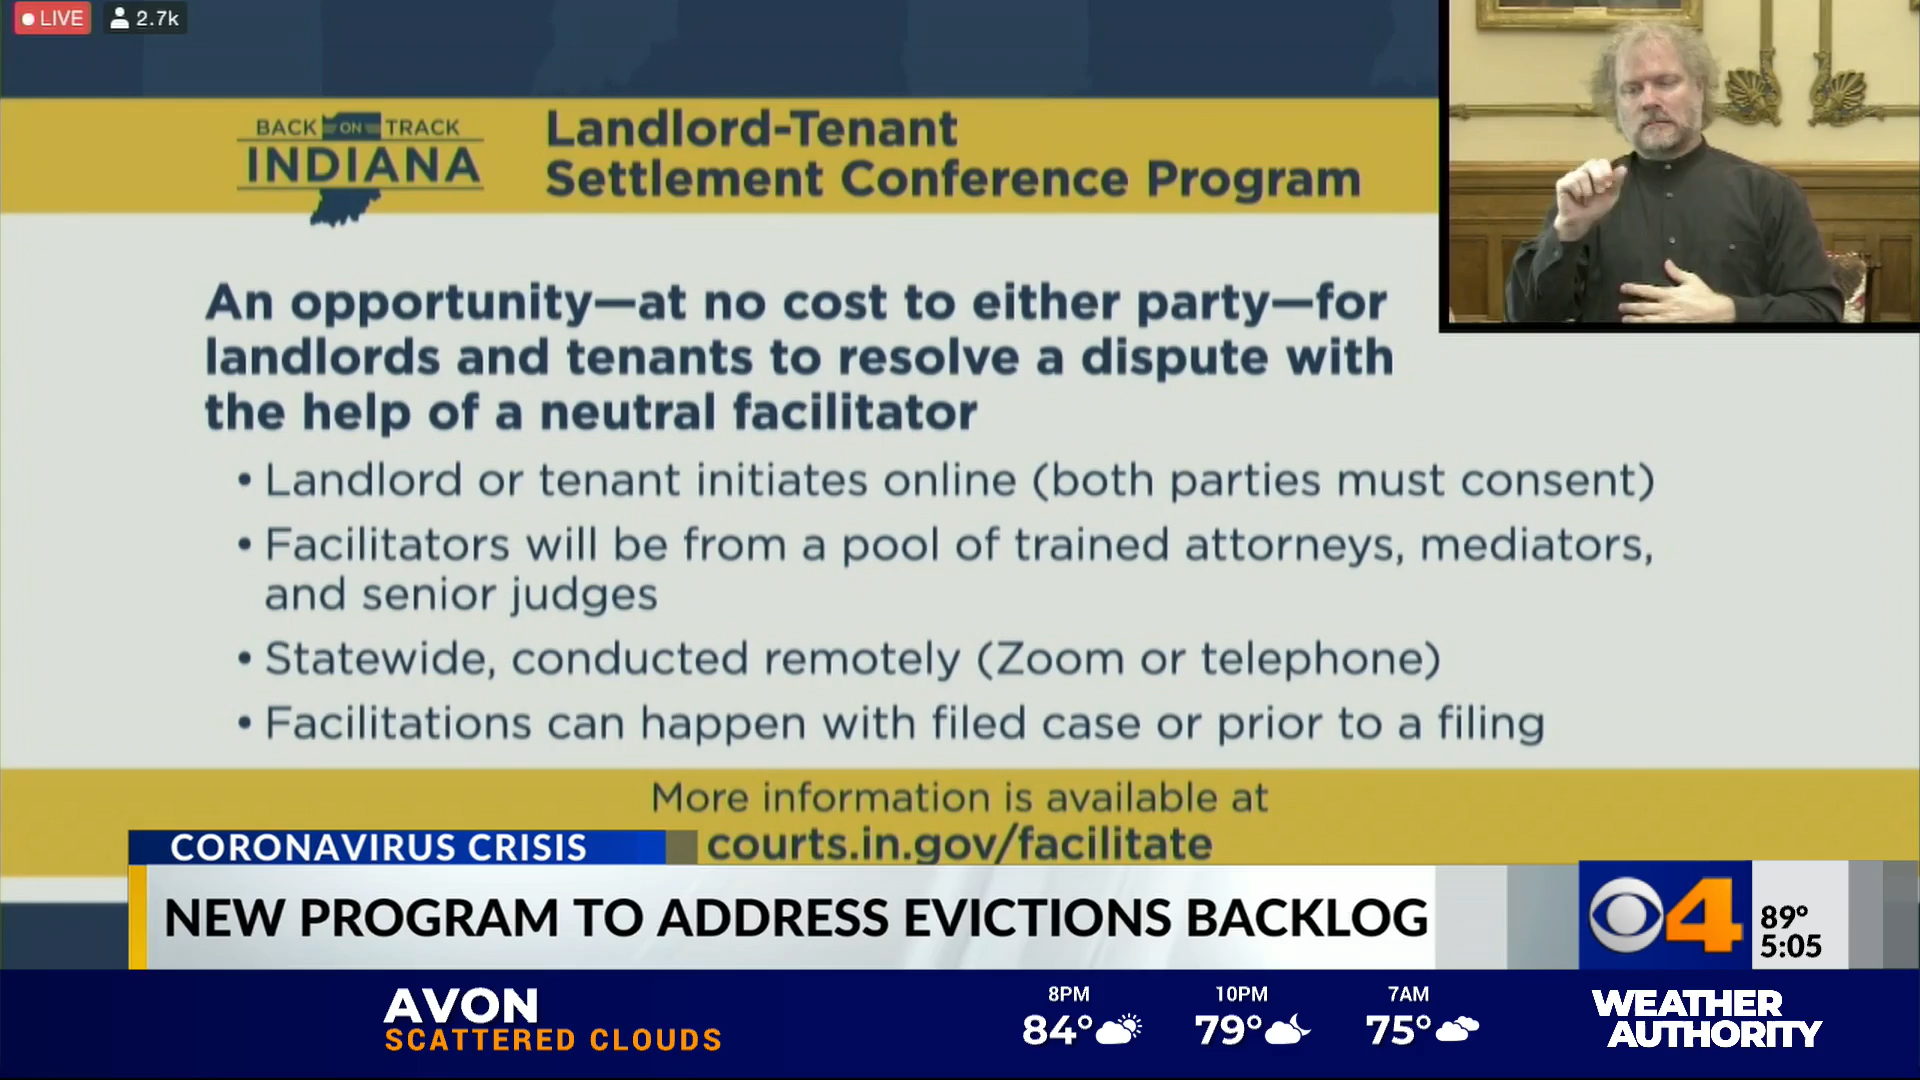 LIVE
2.7k
BACK ON TRACK
INDIANA
Landlord-Tenant
Settlement Conference Program
An opportunity—at no cost to either party—for
landlords and tenants to resolve a dispute with
the help of a neutral facilitator
• Landlord or tenant initiates online (both parties must consent)
• Facilitators will be from a pool of trained attorneys, mediators,
and senior judges
• Statewide, conducted remotely (Zoom or telephone)
• Facilitations can happen with filed case or prior to a filing
More information is available at
courts.in.gov/facilitate
CORONAVIRUS CRISIS
NEW PROGRAM TO ADDRESS EVICTIONS BACKLOG
4
89°
5:05
AVON
SCATTERED CLOUDS
8PM
84°
10PM
79°
7AM
75°
WEATHER
AUTHORITY